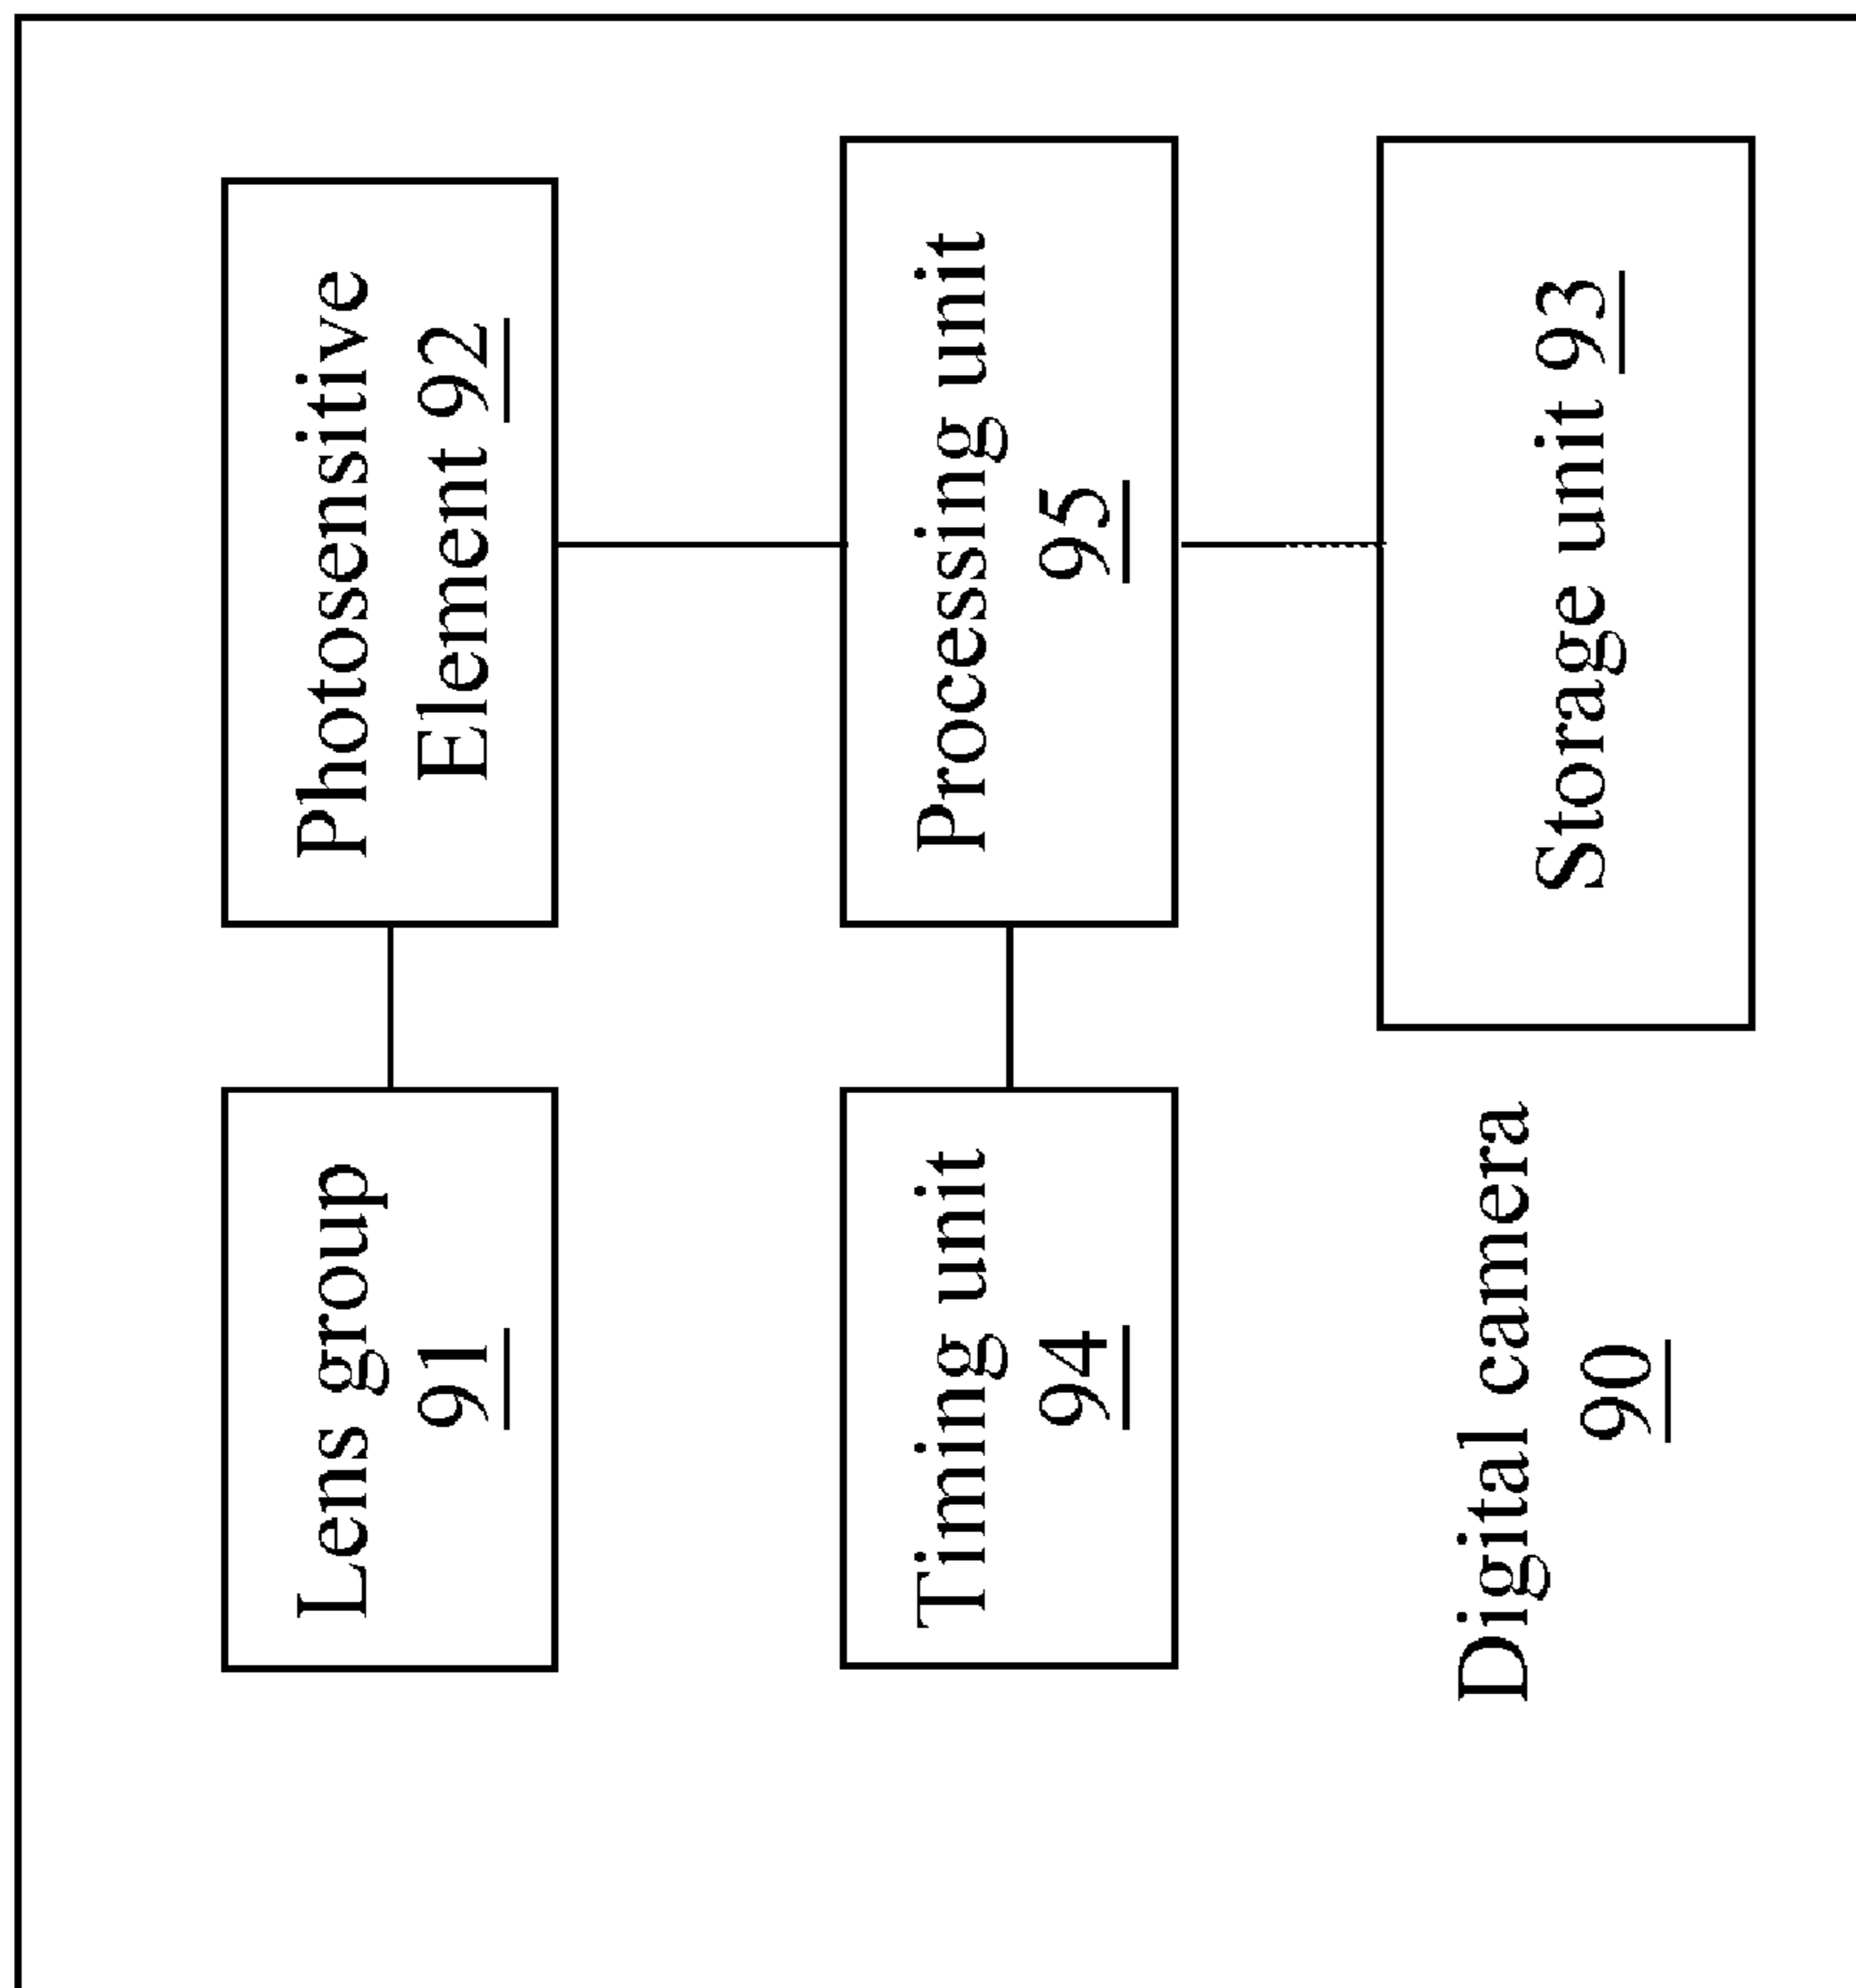 Lens group
91
Photosensitive
Element 92
Timing unit
94
Processing unit
95
Digital camera
90
Storage unit 93